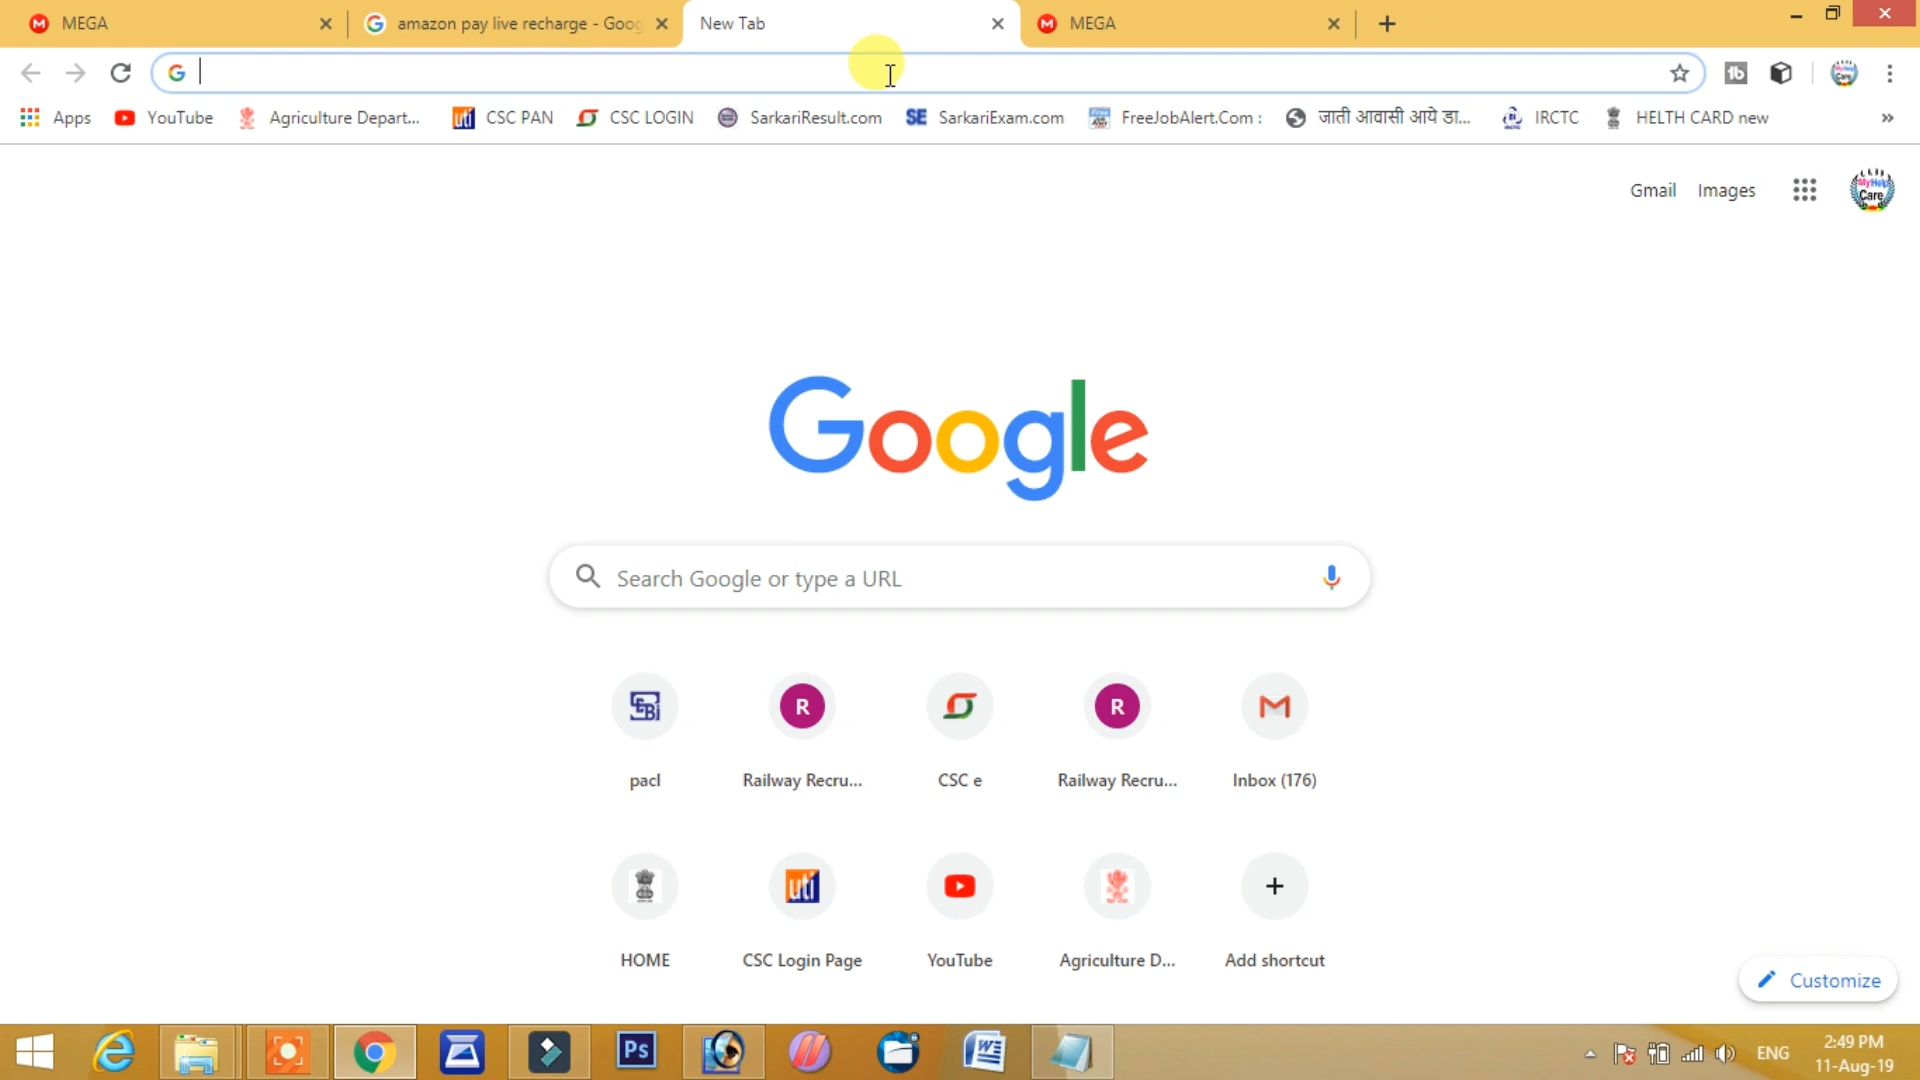 MEGA
amazon pay live recharge - Goog
New Tab
MEGA
Apps
YouTube
Agriculture Depart...
CSC PAN
CSC LOGIN
SarkariResult.com
SarkariExam.com
FreeJobAlert.Com :
जाती आवासी आये डा...
IRCTC
HELTH CARD new
Gmail
Images
MyHelp
Care
Google
Search Google or type a URL
pacl
Railway Recru...
CSC e
Railway Recru...
Inbox (176)
HOME
CSC Login Page
YouTube
Agriculture D...
Add shortcut
Customize
ENG
2:49 PM
11-Aug-19